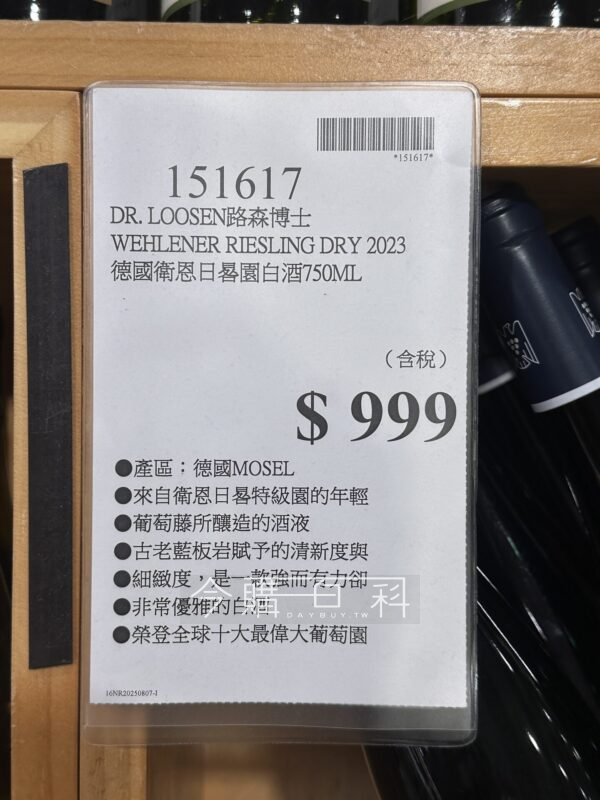 *151617*
151617
DR. LOOSEN路森博士
WEHLENER RIESLING DRY 2023
德國衛恩日晷園白酒750ML
（含稅）
$ 999
●產區：德國MOSEL
●來自衛恩日晷特級園的年輕
●葡萄藤所釀造的酒液
●古老藍板岩賦予的清新度與
●細緻度，是一款強而有力卻
●非常優雅的白酒
●榮登全球十大最偉大葡萄園
今購百科
DAYBUY.TW
16NR20250807-1